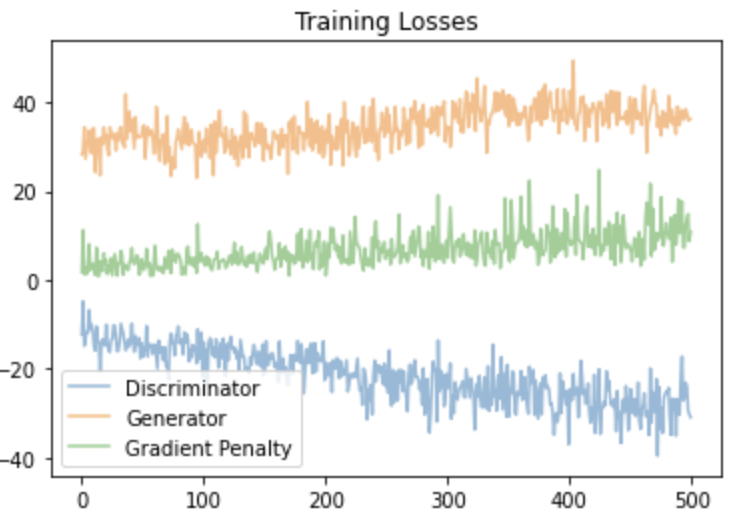 Training Losses
40
20
0
−20
−40
Discriminator
Generator
Gradient Penalty
0 100 200 300 400 500